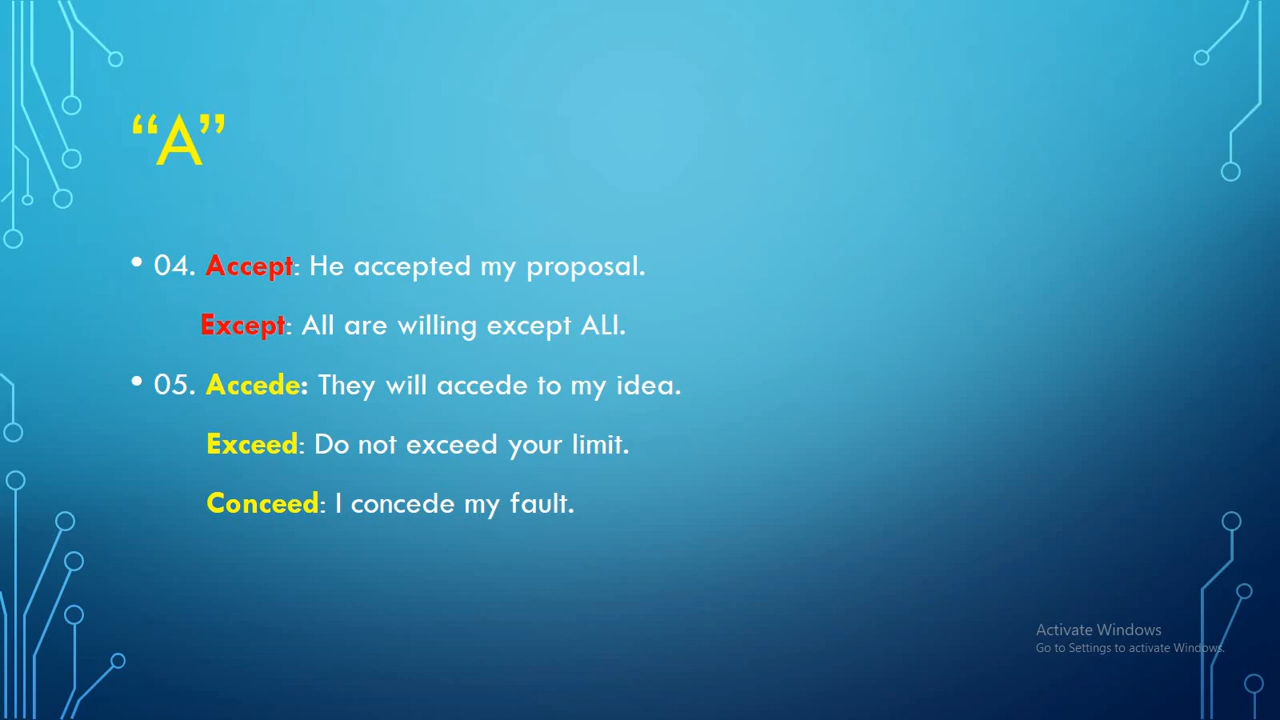 “A”
• 04. Accept: He accepted my proposal.
Except: All are willing except ALI.
• 05. Accede: They will accede to my idea.
Exceed: Do not exceed your limit.
Conceed: I concede my fault.
Activate Windows
Go to Settings to activate Windows.